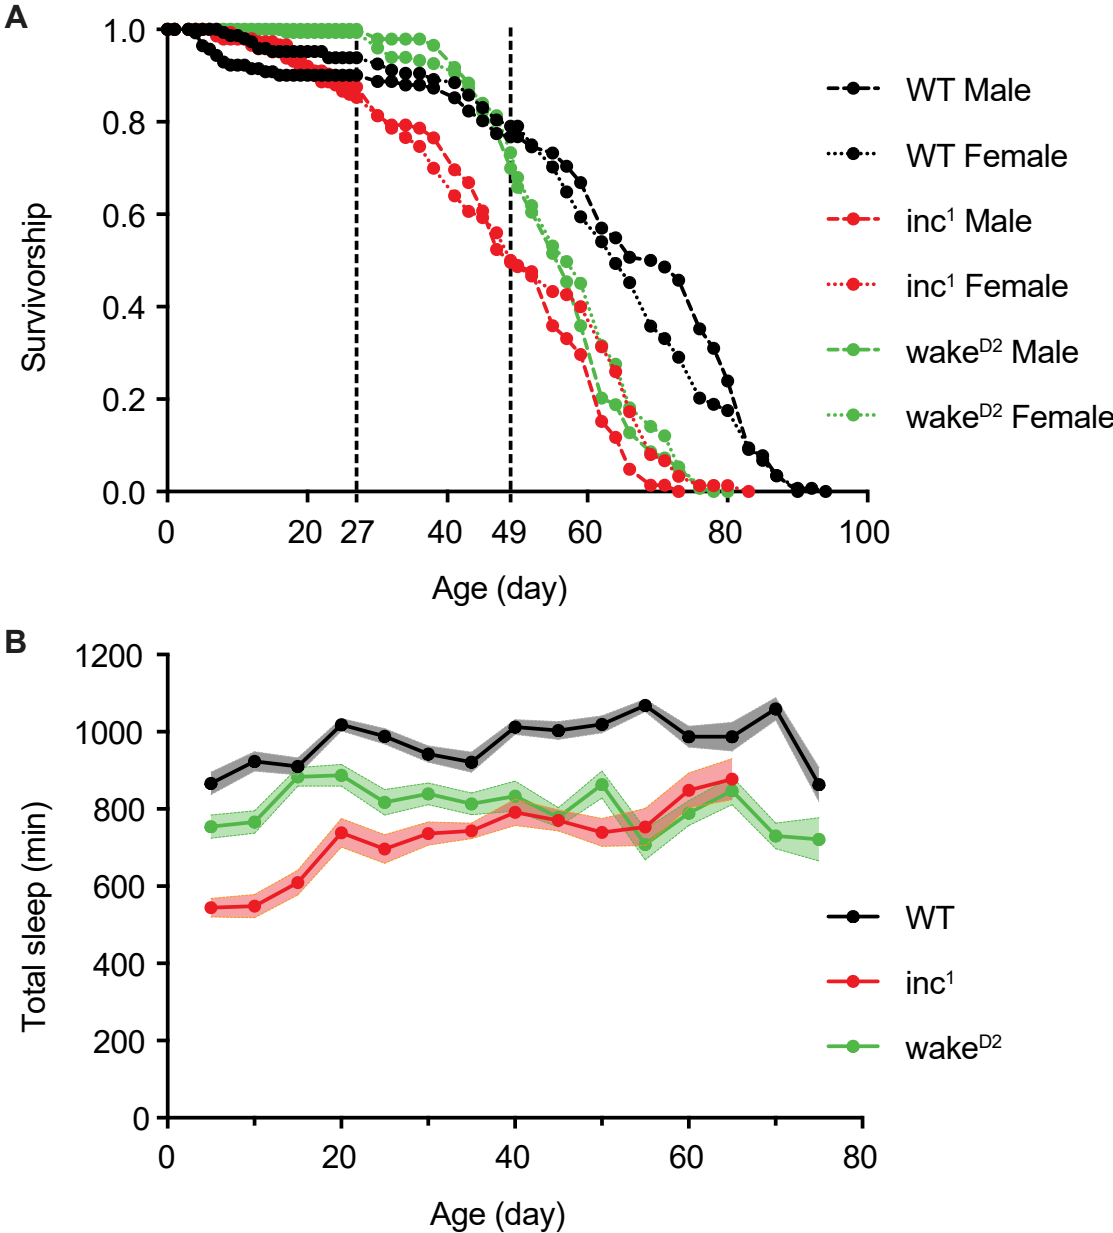 A
1.0
0.8
0.6
0.4
0.2
0.0
Survivorship
0 20 27 40 49 60 80 100
Age (day)
WT Male
WT Female
inc¹ Male
inc¹ Female
wakeᴰ² Male
wakeᴰ² Female
B
1200
1000
800
600
400
200
0
Total sleep (min)
0 20 40 60 80
Age (day)
WT
inc¹
wakeᴰ²